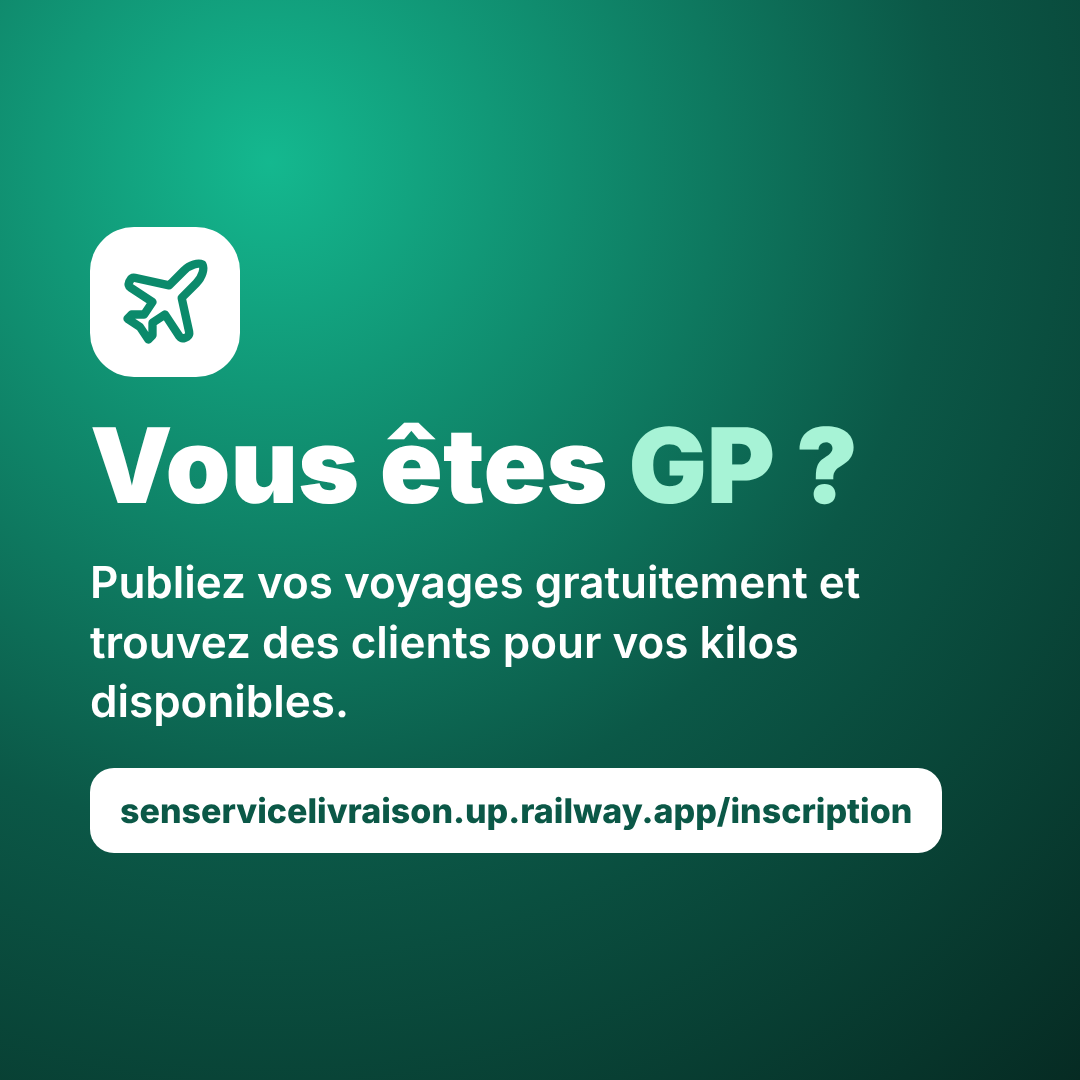 Vous êtes GP ?
Publiez vos voyages gratuitement et
trouvez des clients pour vos kilos
disponibles.
senservicelivraison.up.railway.app/inscription